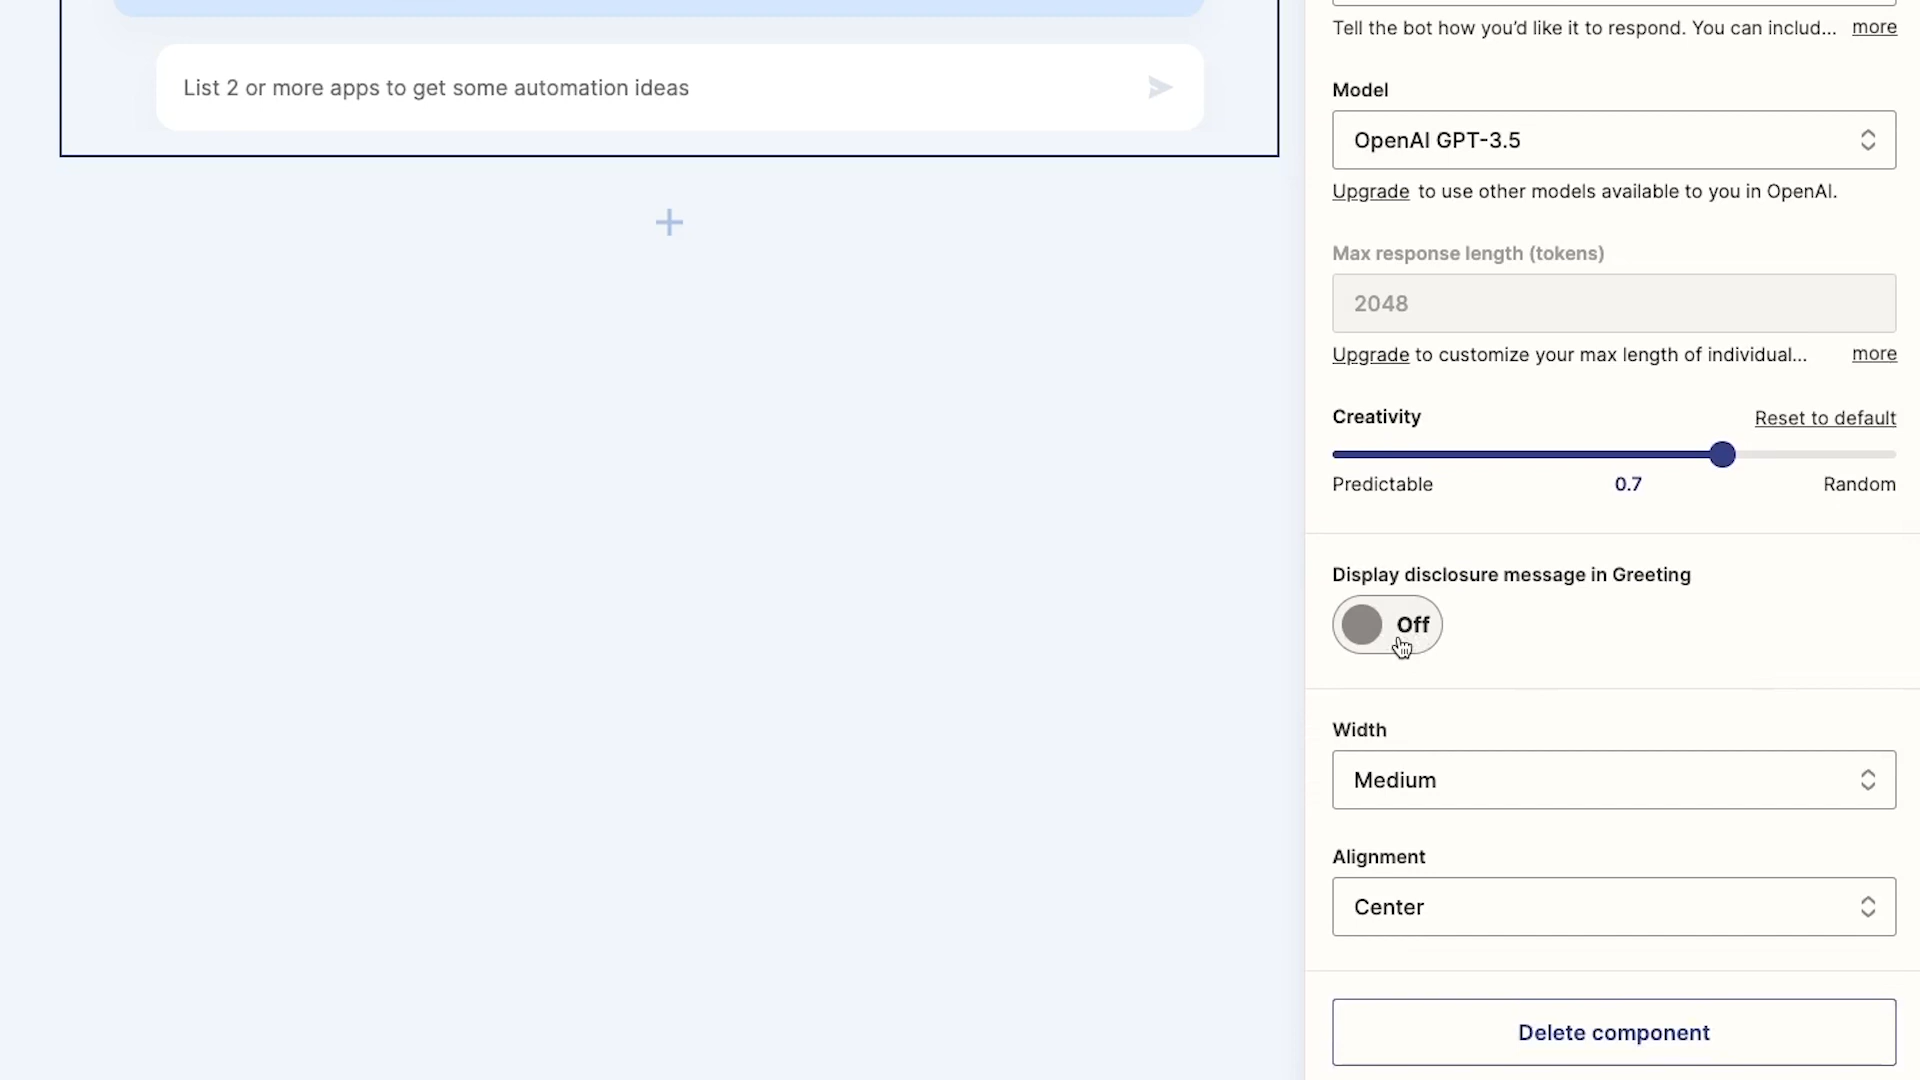 List 2 or more apps to get some automation ideas
Tell the bot how you’d like it to respond. You can includ... more
Model
OpenAI GPT-3.5
Upgrade to use other models available to you in OpenAI.
Max response length (tokens)
2048
Upgrade to customize your max length of individual... more
Creativity Reset to default
Predictable 0.7 Random
Display disclosure message in Greeting
Off
Width
Medium
Alignment
Center
Delete component